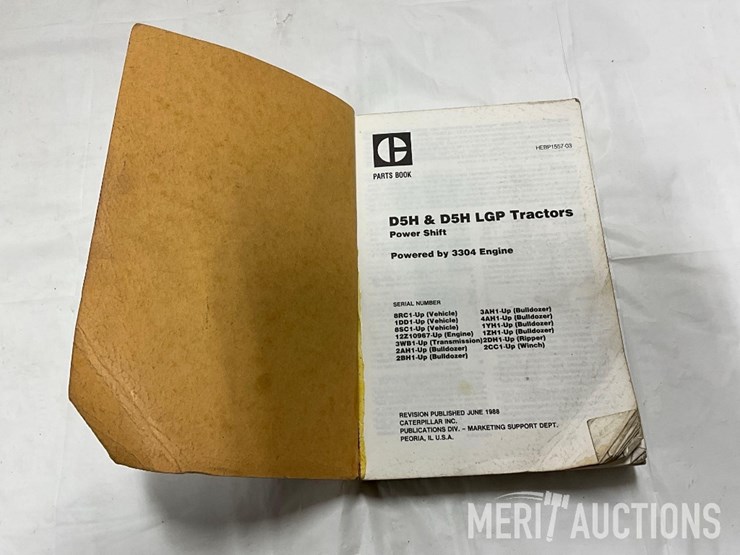 HEBP1557-03
PARTS BOOK
D5H & D5H LGP Tractors
Power Shift
Powered by 3304 Engine
SERIAL NUMBER
8RC1-Up (Vehicle)
1DD1-Up (Vehicle)
8SC1-Up (Vehicle)
12Z10967-Up (Engine)
3WB1-Up (Transmission)
2AH1-Up (Bulldozer)
2BH1-Up (Bulldozer)
3AH1-Up (Bulldozer)
4AH1-Up (Bulldozer)
1YH1-Up (Bulldozer)
1ZH1-Up (Bulldozer)
2DH1-Up (Ripper)
2CC1-Up (Winch)
REVISION PUBLISHED JUNE 1988
CATERPILLAR INC.
PUBLICATIONS DIV. – MARKETING SUPPORT DEPT.
PEORIA, IL U.S.A.
MERIT AUCTIONS